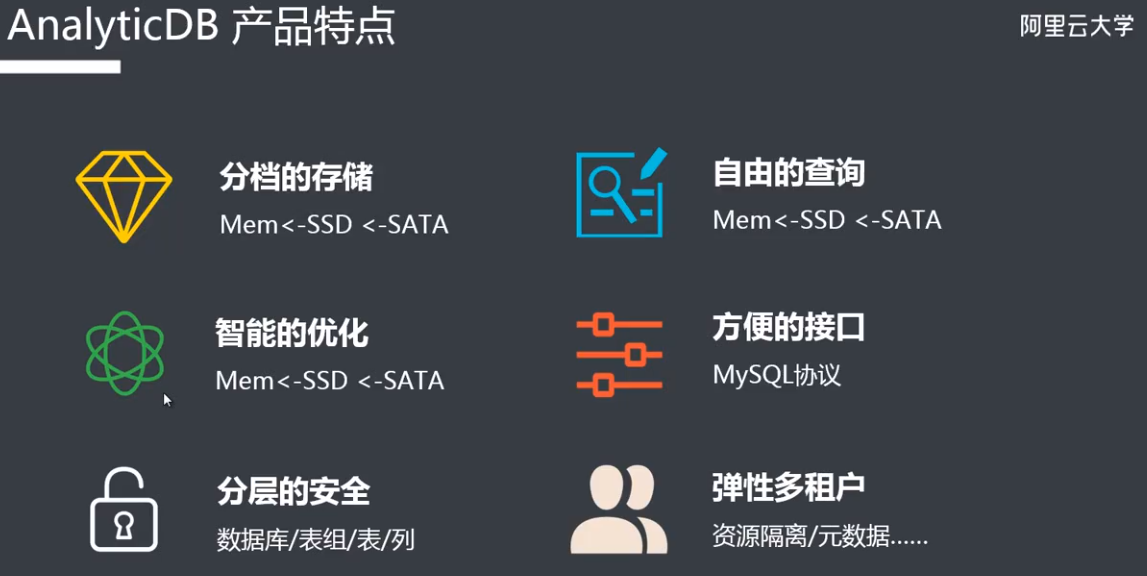 AnalyticDB 产品特点
阿里云大学
分档的存储
Mem<-SSD <-SATA
自由的查询
Mem<-SSD <-SATA
智能的优化
Mem<-SSD <-SATA
方便的接口
MySQL协议
分层的安全
数据库/表组/表/列
弹性多租户
资源隔离/元数据......